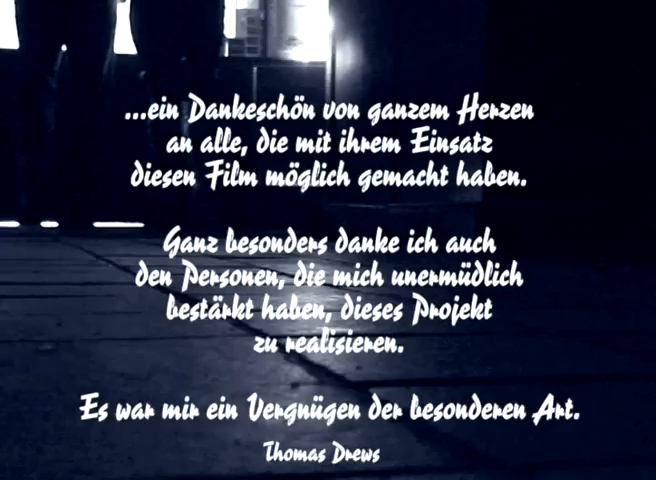 ...ein Dankeschön von ganzem Herzen
an alle, die mit ihrem Einsatz
diesen Film möglich gemacht haben.
Ganz besonders danke ich auch
den Personen, die mich unermüdlich
bestärkt haben, dieses Projekt
zu realisieren.
Es war mir ein Vergnügen der besonderen Art.
Thomas Drews